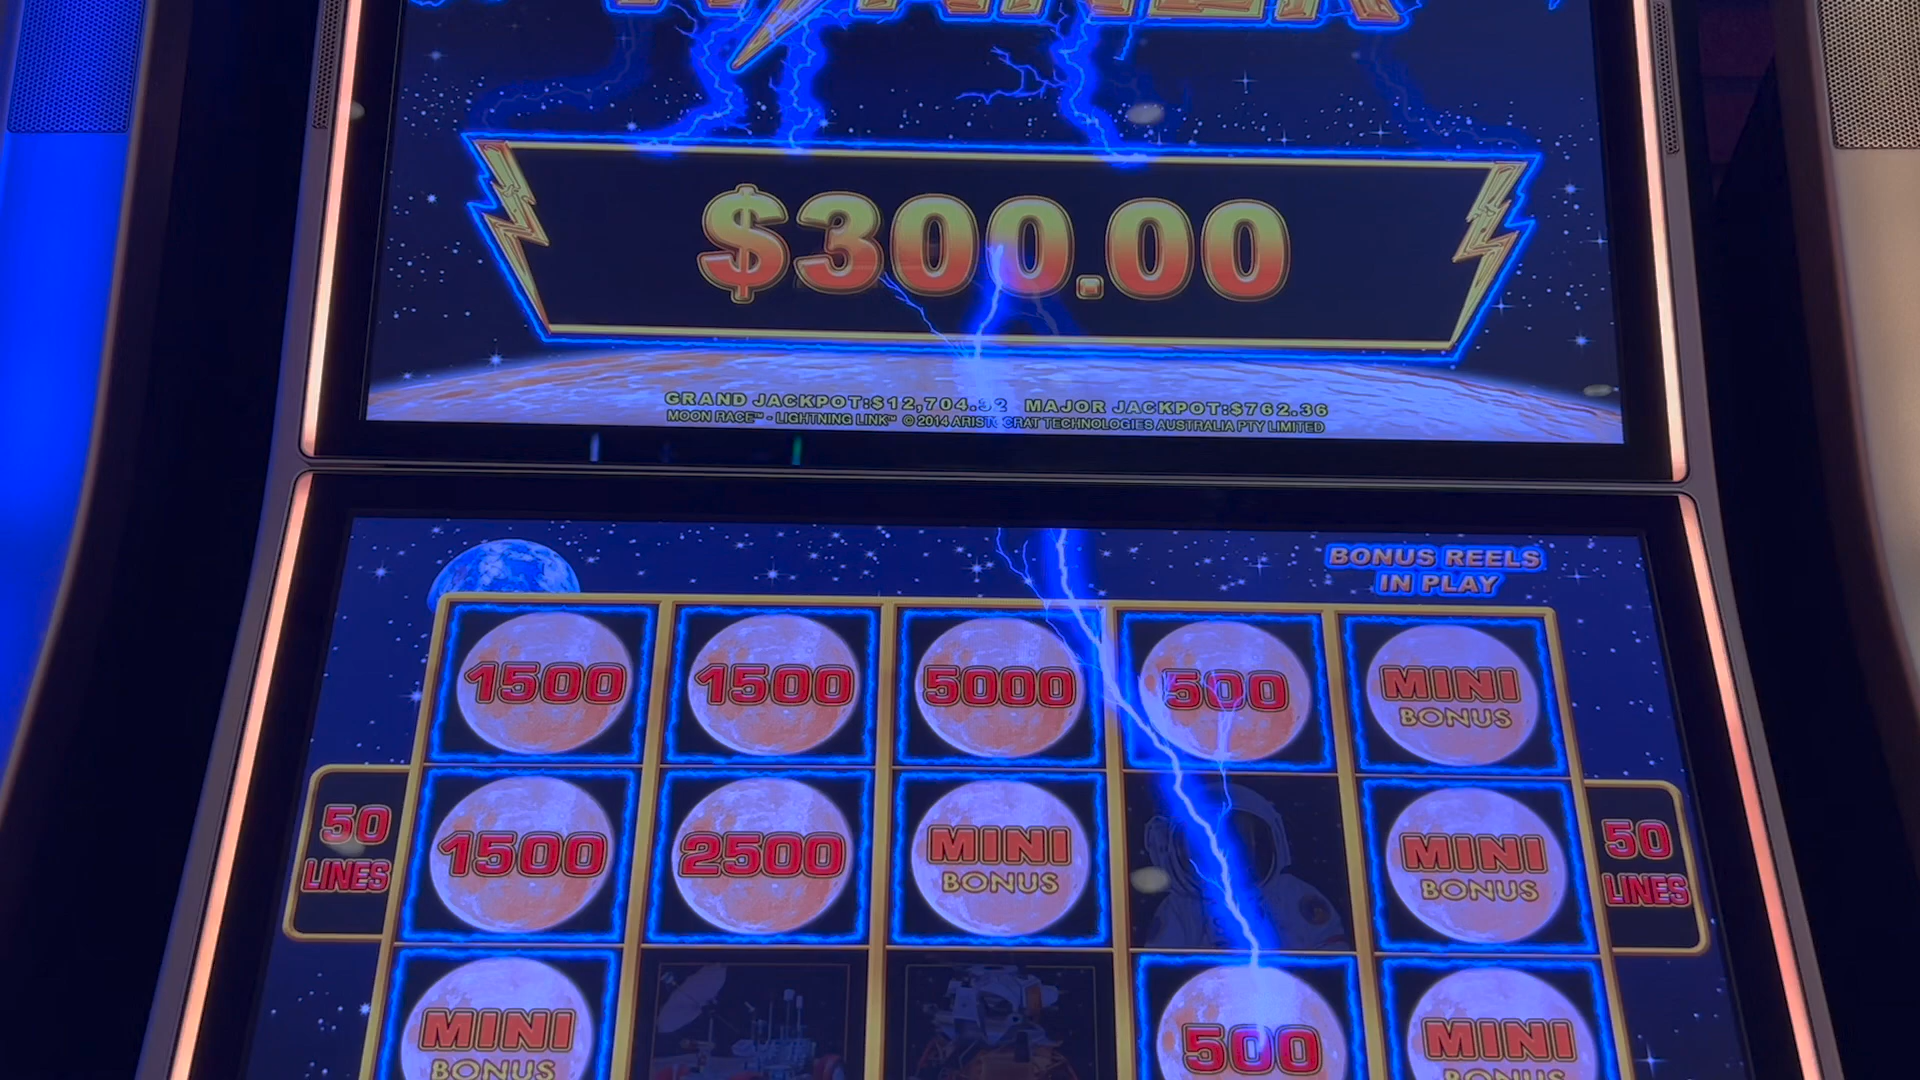 $300.00
GRAND JACKPOT:$12,704.32 MAJOR JACKPOT:$762.36
MOON RACE™ - LIGHTNING LINK™ © 2014 ARISTOCRAT TECHNOLOGIES AUSTRALIA PTY LIMITED
BONUS REELS
IN PLAY
1500 1500 5000 500 MINI
BONUS
50
LINES
1500 2500 MINI
BONUS
MINI
BONUS
50
LINES
MINI
BONUS
500
MINI
BONUS